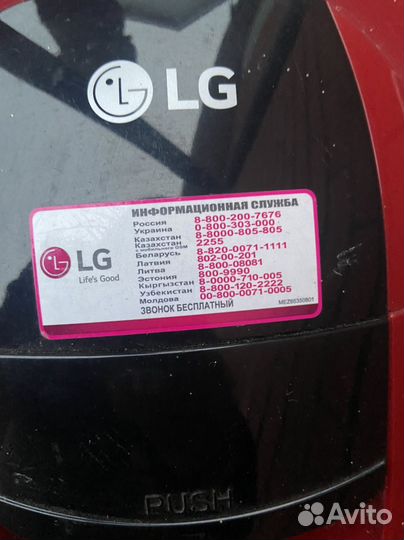 LG
ИНФОРМАЦИОННАЯ СЛУЖБА
Россия 8-800-200-7676
Украина 0-800-303-000
Казахстан 8-8000-805-805
Казахстан 2255
с мобильного GSM
Беларусь 8-820-0071-1111
Латвия 802-00-201
Литва 8-800-08081
Эстония 800-9990
Кыргызстан 8-0000-710-005
Узбекистан 8-800-120-2222
Молдова 00-800-0071-0005
ЗВОНОК БЕСПЛАТНЫЙ
MEZ65350801
LG
Life's Good
PUSH
Avito